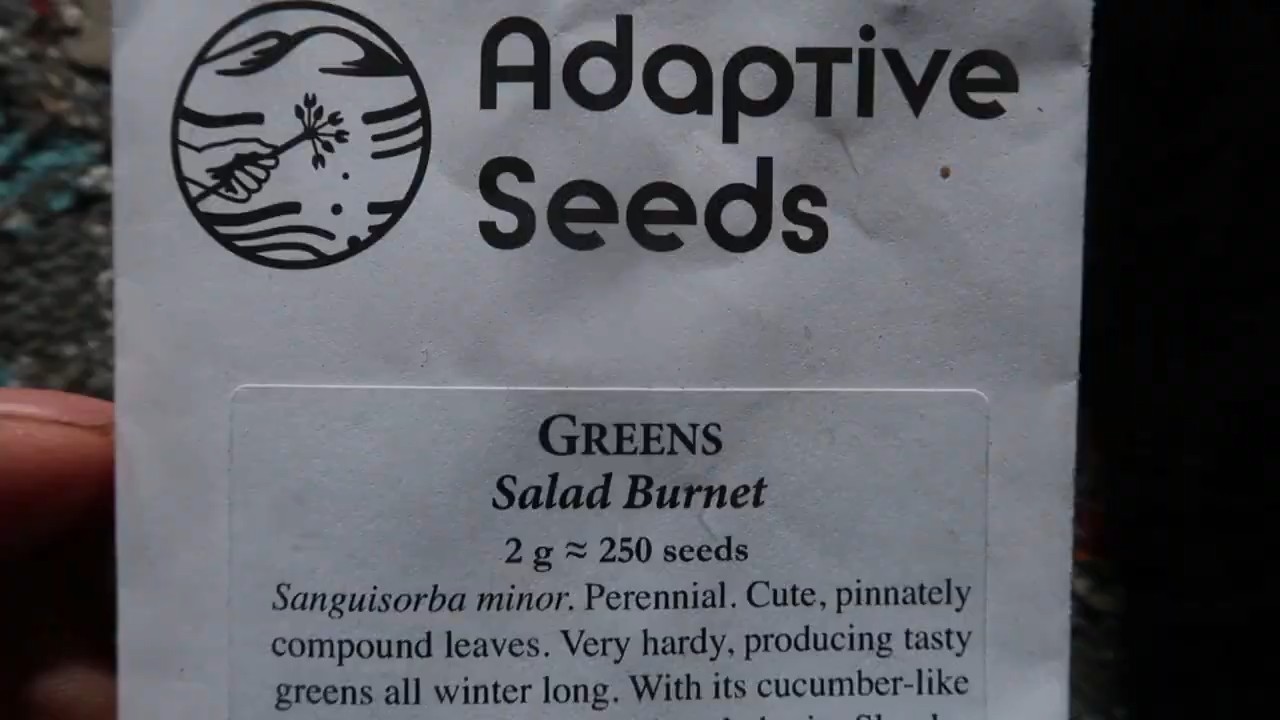 Adaptive
Seeds
GREENS
Salad Burnet
2 g ≈ 250 seeds
Sanguisorba minor. Perennial. Cute, pinnately
compound leaves. Very hardy, producing tasty
greens all winter long. With its cucumber-like